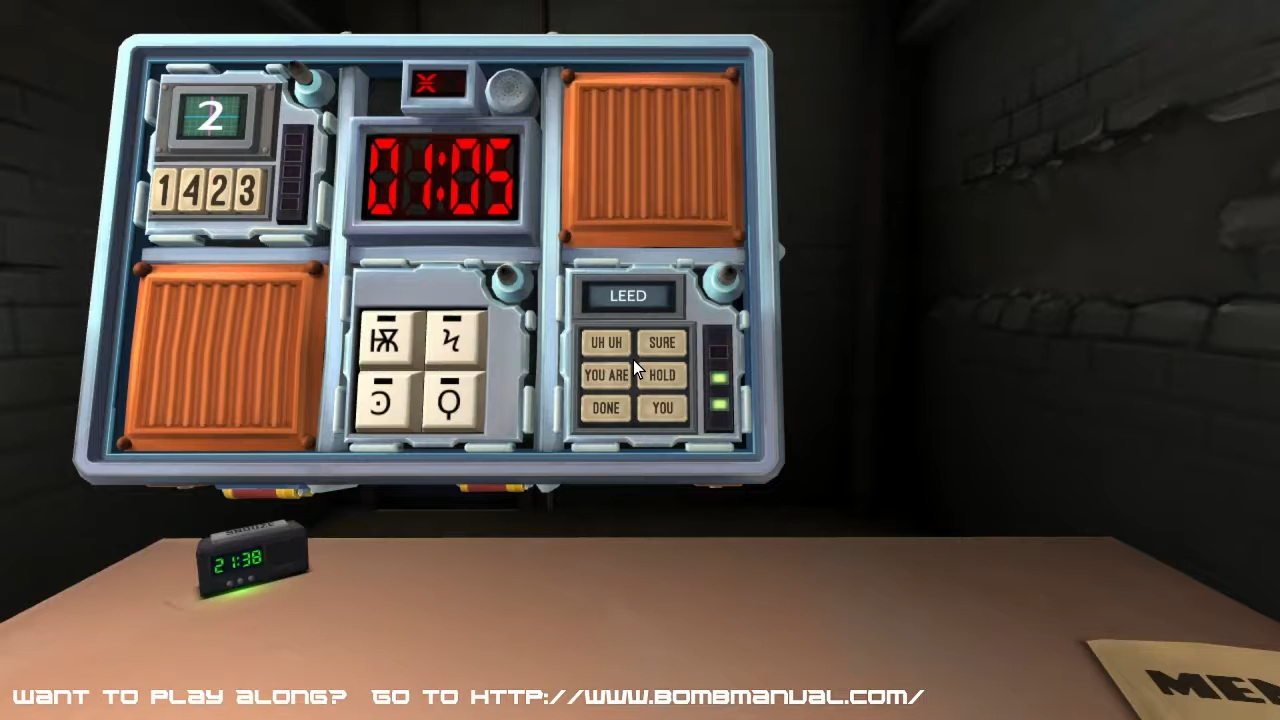 X
2
01:05
1423
Ѭ Ϟ
LEED
UH UH SURE
YOU ARE HOLD
DONE YOU
Ͽ Ϙ
21:38
WANT TO PLAY ALONG? GO TO HTTP://WWW.BOMBMANUAL.COM/